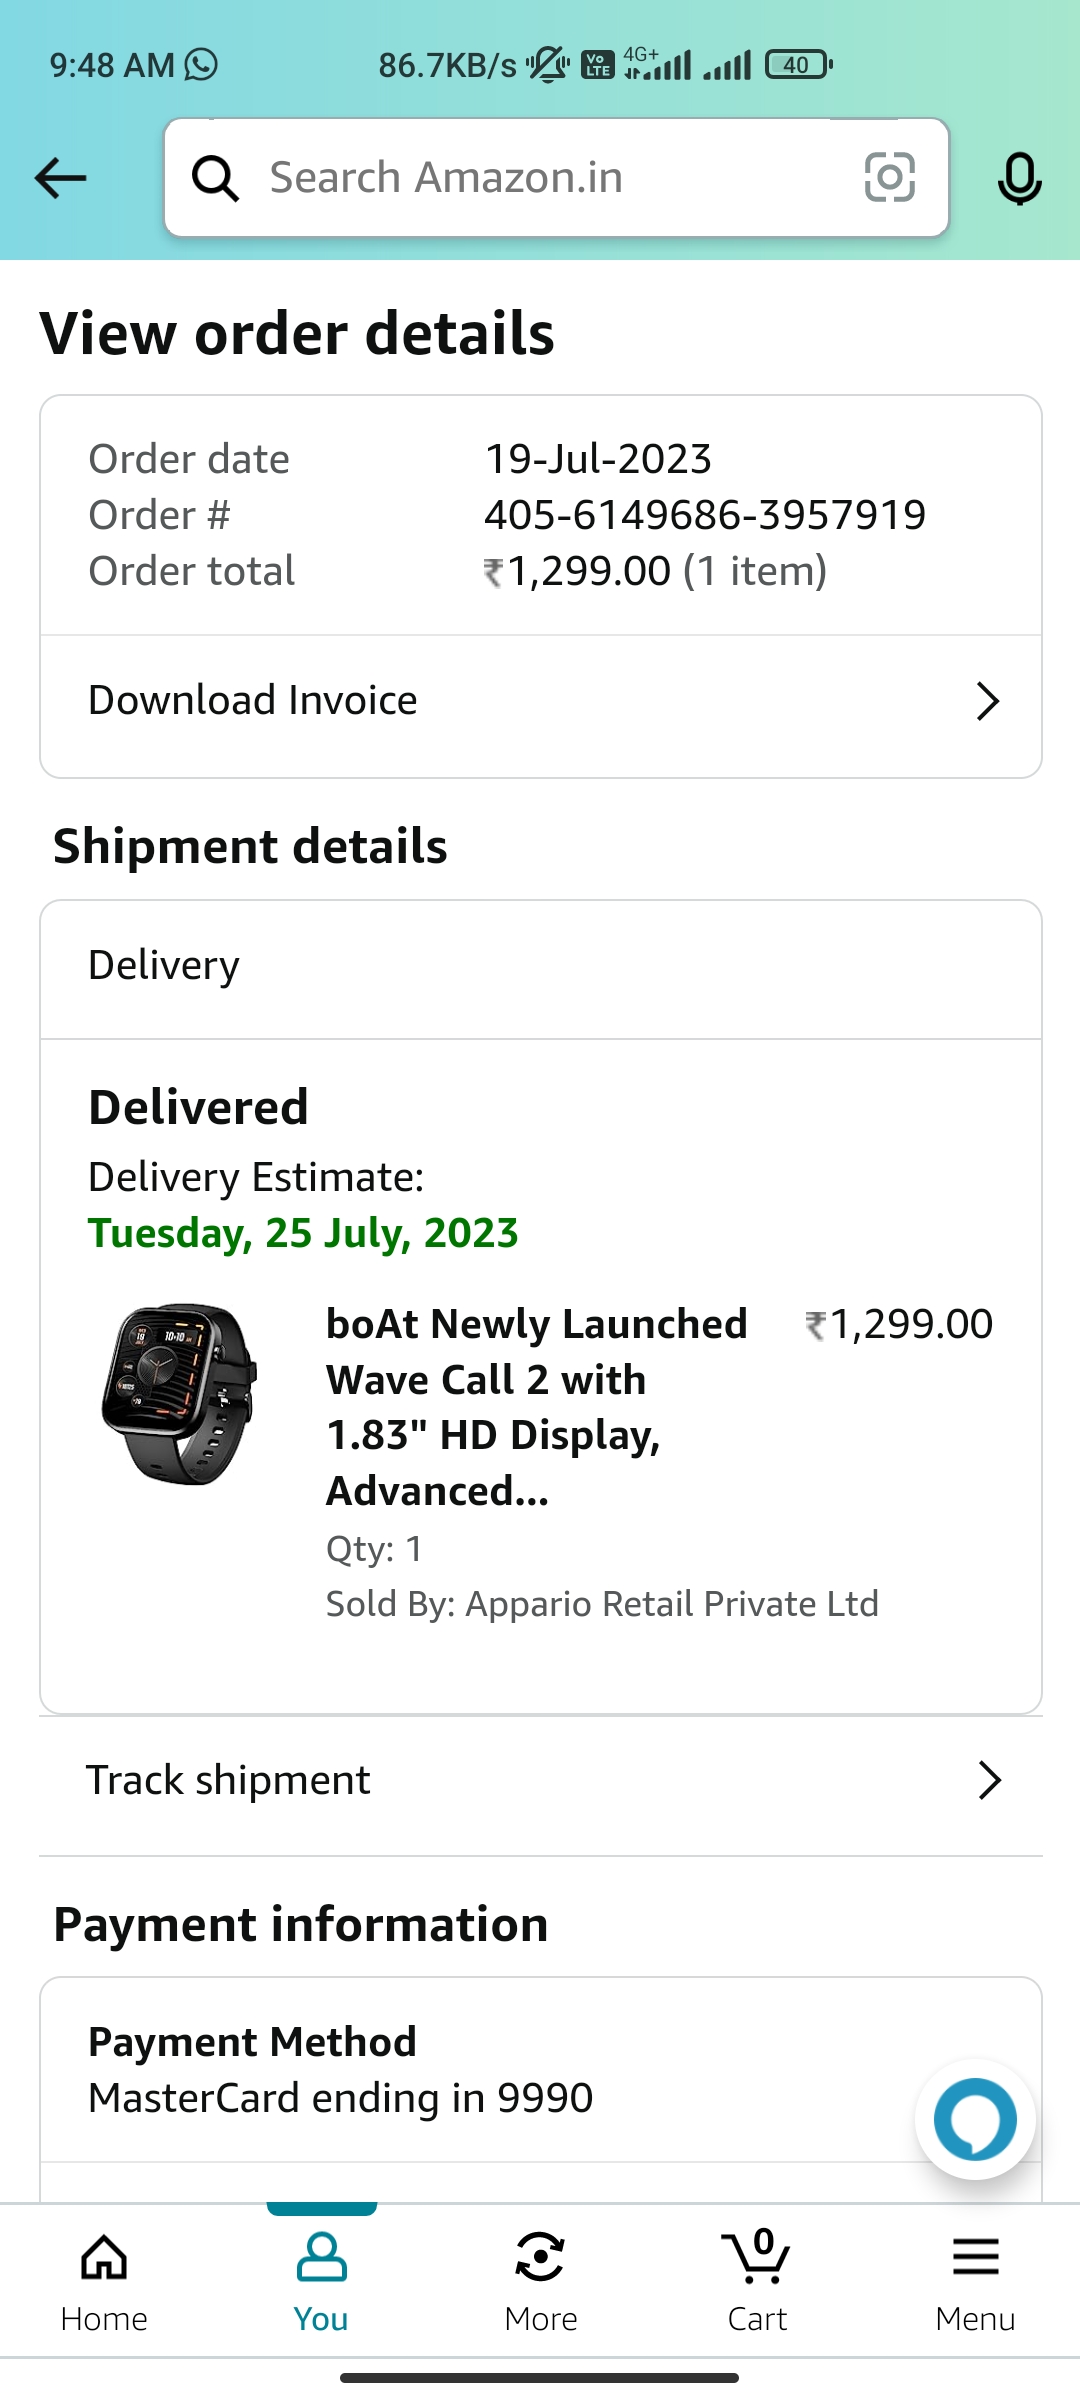 9:48 AM 86.7KB/s Vo LTE 4G+ 40
Search Amazon.in
View order details
Order date 19-Jul-2023
Order # 405-6149686-3957919
Order total ₹1,299.00 (1 item)
Download Invoice
Shipment details
Delivery
Delivered
Delivery Estimate:
Tuesday, 25 July, 2023
boAt Newly Launched ₹1,299.00
Wave Call 2 with
1.83" HD Display,
Advanced...
Qty: 1
Sold By: Appario Retail Private Ltd
Track shipment
Payment information
Payment Method
MasterCard ending in 9990
0
Home You More Cart Menu